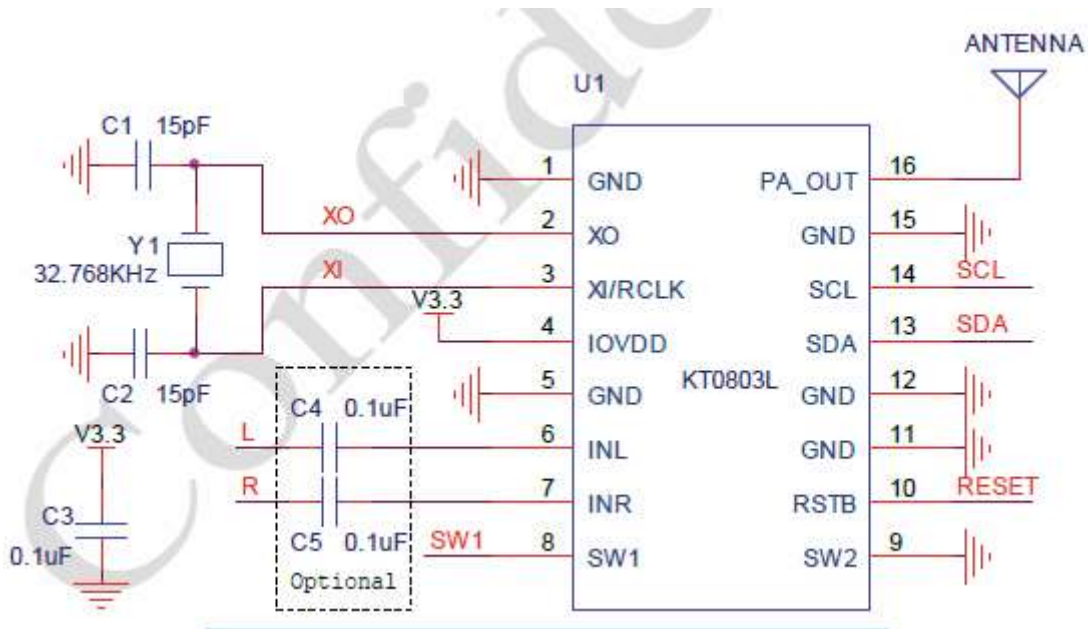 ANTENNA
U1
C1 15pF
1 GND PA_OUT 16
XO 2 XO GND 15
Y1
32.768KHz
XI 3 XI/RCLK SCL 14 SCL
V3.3
4 IOVDD SDA 13 SDA
KT0803L
C2 15pF
5 GND GND 12
C4 0.1uF
V3.3
L 6 INL GND 11
R 7 INR RSTB 10 RESET
C3
0.1uF
C5 0.1uF
SW1 8 SW1 SW2 9
Optional
Confide